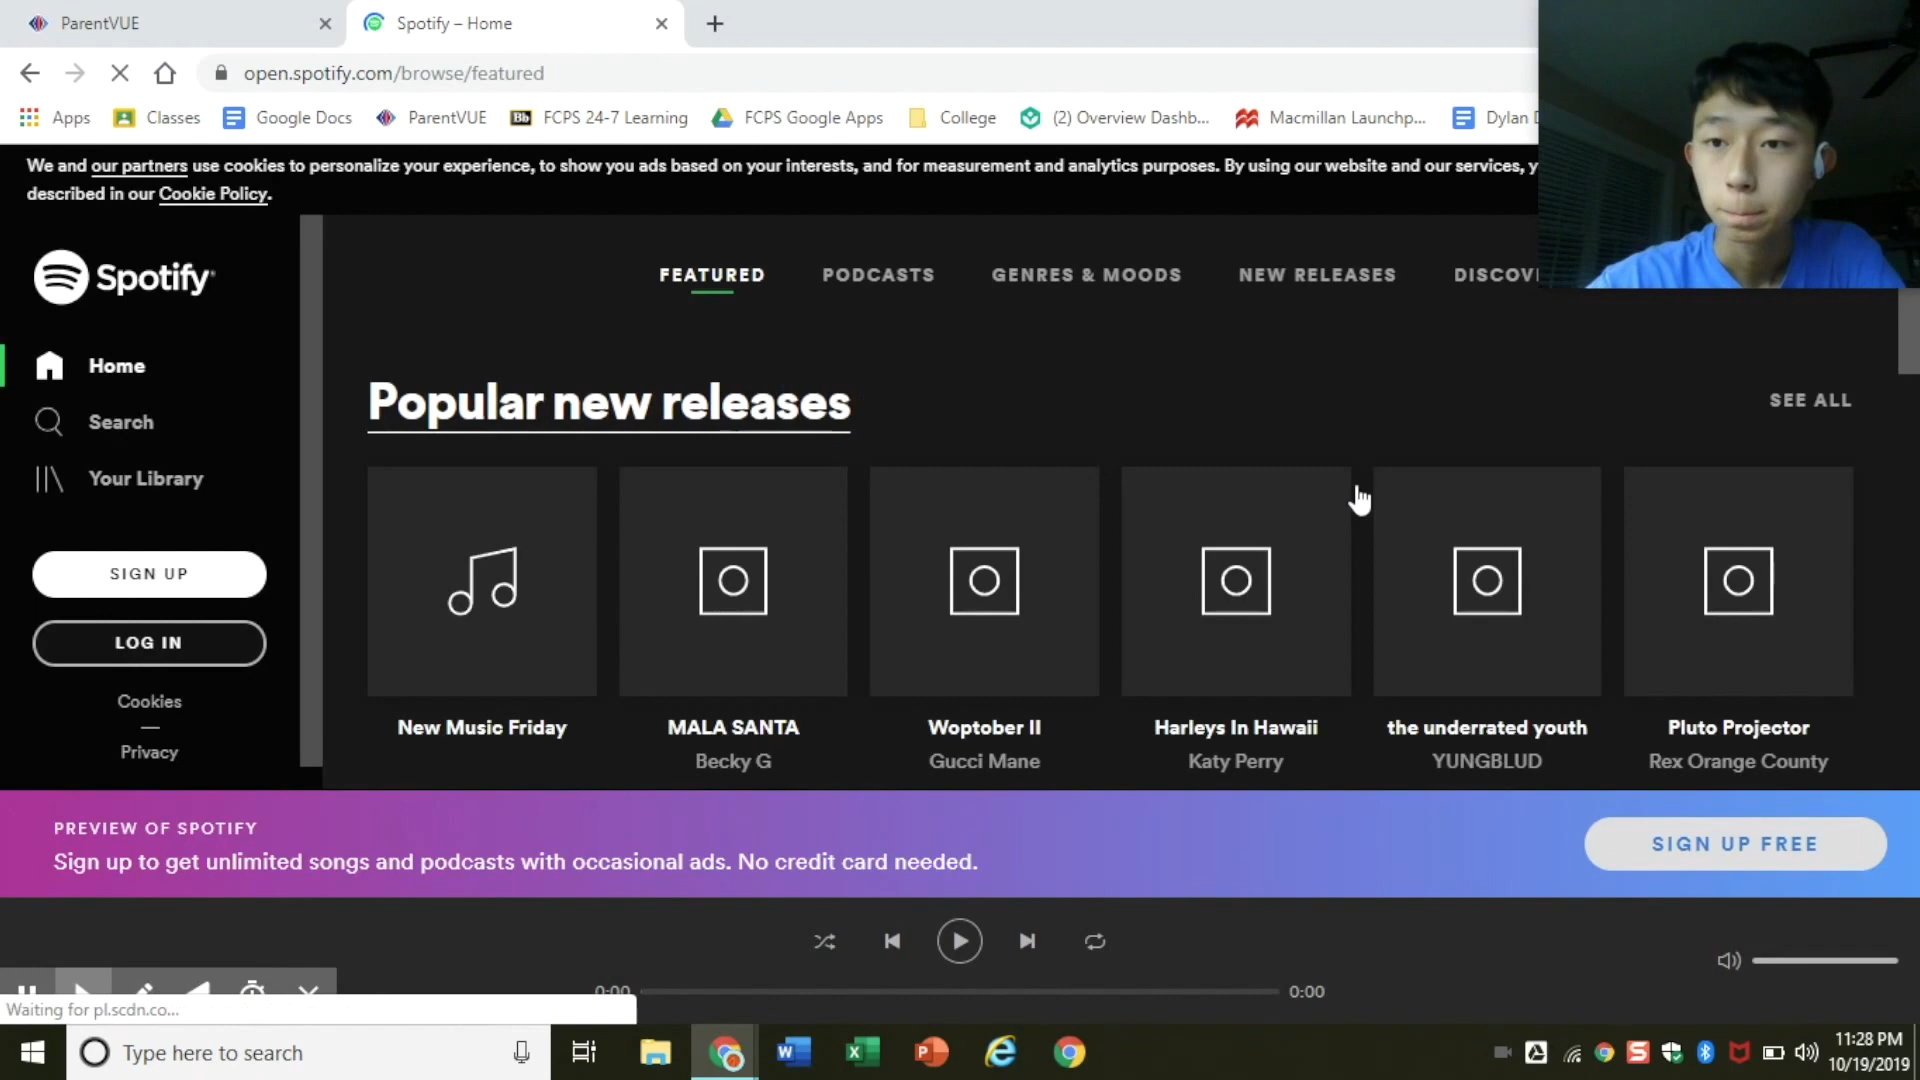 ParentVUE
Spotify – Home
open.spotify.com/browse/featured
Apps
Classes
Google Docs
ParentVUE
Bb
FCPS 24-7 Learning
FCPS Google Apps
College
(2) Overview Dashb...
Macmillan Launchp...
Dylan
We and our partners use cookies to personalize your experience, to show you ads based on your interests, and for measurement and analytics purposes. By using our website and our services, y
described in our Cookie Policy.
Spotify
FEATURED
PODCASTS
GENRES & MOODS
NEW RELEASES
DISCOV
Home
Search
Your Library
SIGN UP
LOG IN
Cookies
Privacy
Popular new releases
SEE ALL
New Music Friday
MALA SANTA
Becky G
Woptober II
Gucci Mane
Harleys In Hawaii
Katy Perry
the underrated youth
YUNGBLUD
Pluto Projector
Rex Orange County
PREVIEW OF SPOTIFY
Sign up to get unlimited songs and podcasts with occasional ads. No credit card needed.
SIGN UP FREE
0:00
0:00
Waiting for pl.scdn.co...
Type here to search
11:28 PM
10/19/2019